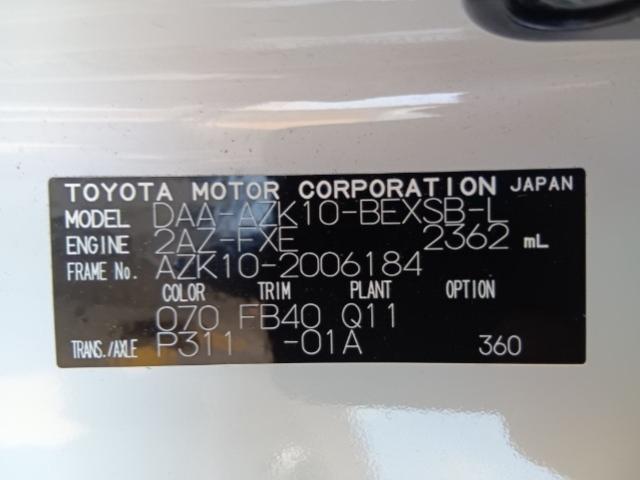 TOYOTA MOTOR CORPORATION JAPAN
MODEL DAA-AZK10-BEXSB-L
ENGINE 2AZ-FXE 2362 mL
FRAME No. AZK10-2006184
COLOR TRIM PLANT OPTION
070 FB40 Q11
TRANS./AXLE P311 -01A 360